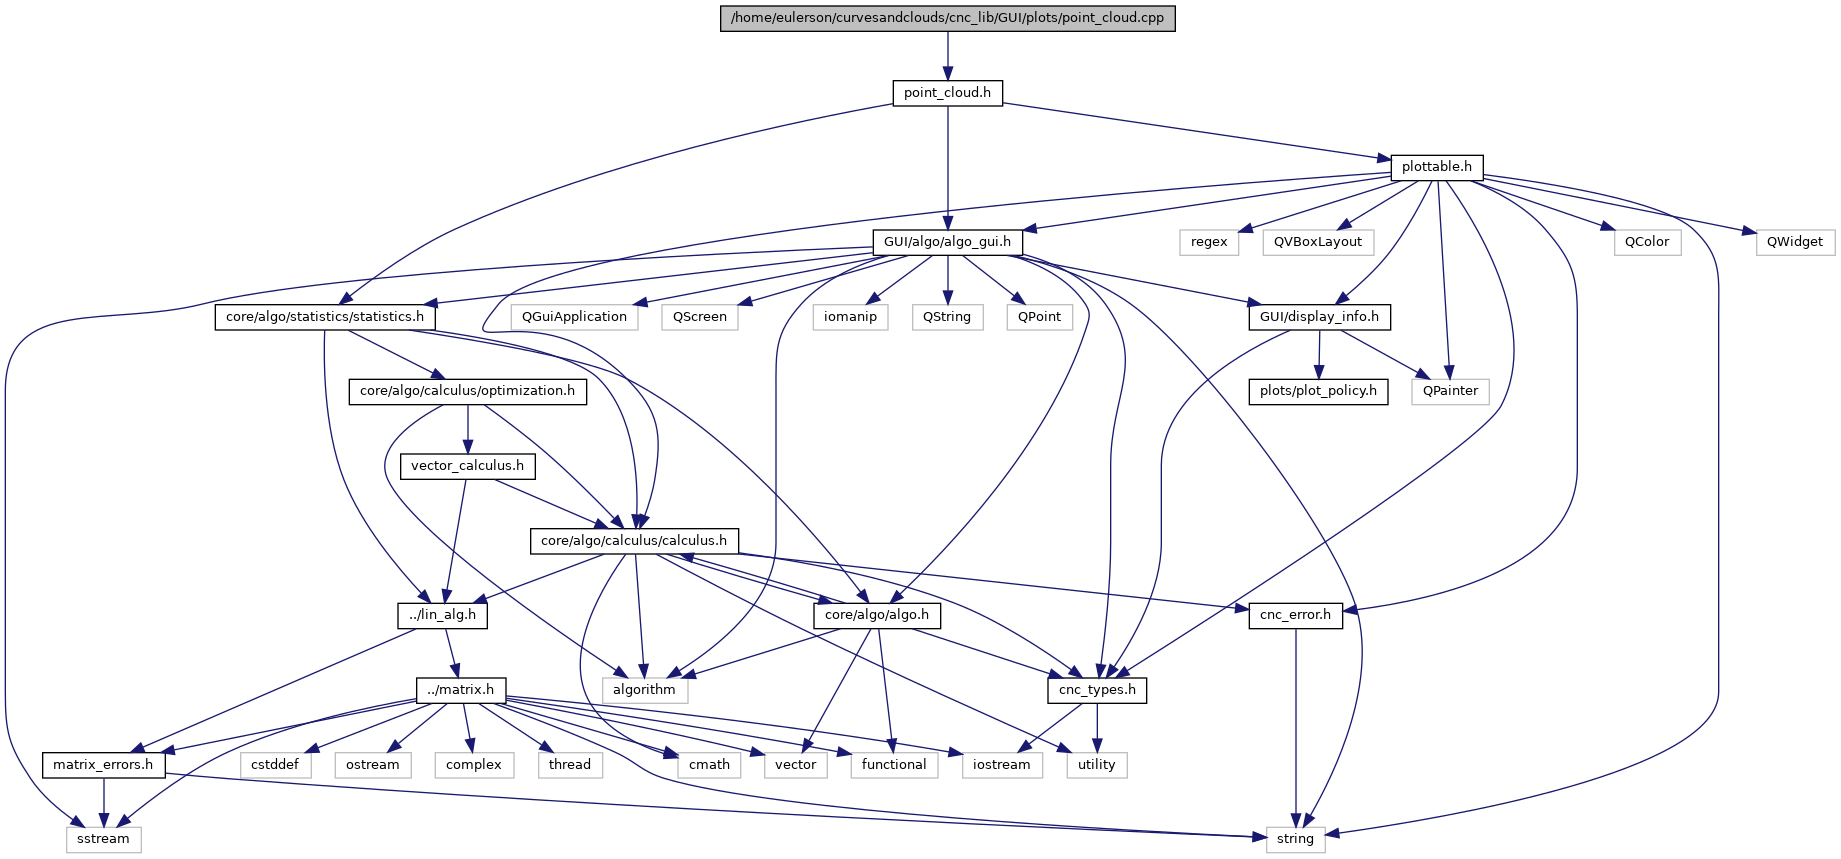 /home/eulerson/curvesandclouds/cnc_lib/GUI/plots/point_cloud.cpp
point_cloud.h
plottable.h
GUI/algo/algo_gui.h
regex
QVBoxLayout
QColor
QWidget
core/algo/statistics/statistics.h
QGuiApplication
QScreen
iomanip
QString
QPoint
GUI/display_info.h
core/algo/calculus/optimization.h
plots/plot_policy.h
QPainter
vector_calculus.h
core/algo/calculus/calculus.h
../lin_alg.h
core/algo/algo.h
cnc_error.h
../matrix.h
algorithm
cnc_types.h
matrix_errors.h
cstddef
ostream
complex
thread
cmath
vector
functional
iostream
utility
sstream
string